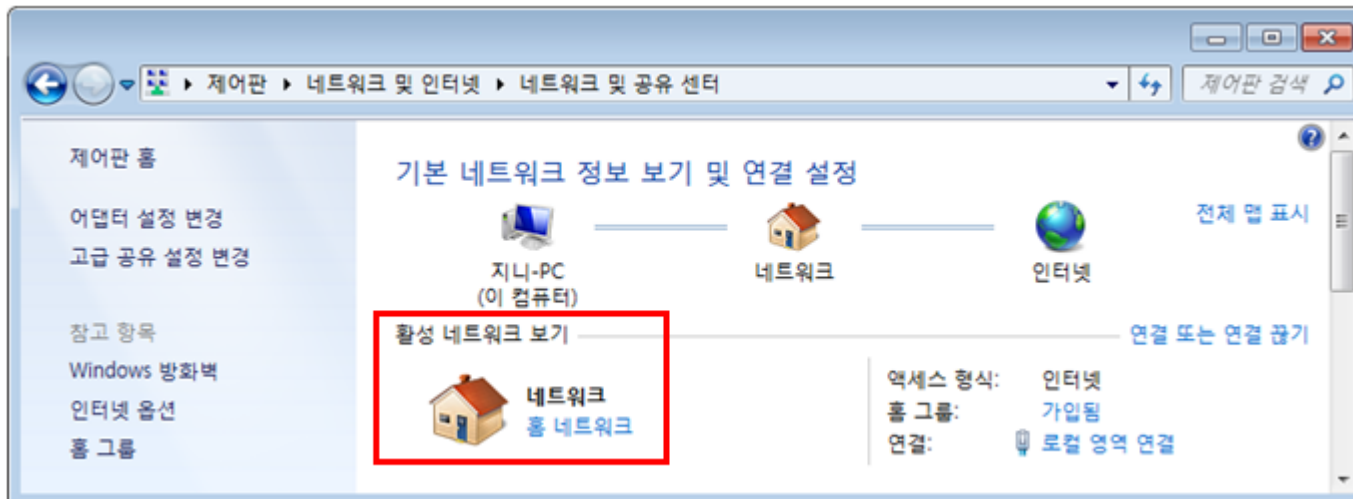 제어판 ▸ 네트워크 및 인터넷 ▸ 네트워크 및 공유 센터
제어판 검색
제어판 홈
어댑터 설정 변경
고급 공유 설정 변경
참고 항목
Windows 방화벽
인터넷 옵션
홈 그룹
기본 네트워크 정보 보기 및 연결 설정
전체 맵 표시
지니-PC
(이 컴퓨터)
네트워크
인터넷
활성 네트워크 보기
연결 또는 연결 끊기
네트워크
홈 네트워크
액세스 형식: 인터넷
홈 그룹: 가입됨
연결: 로컬 영역 연결